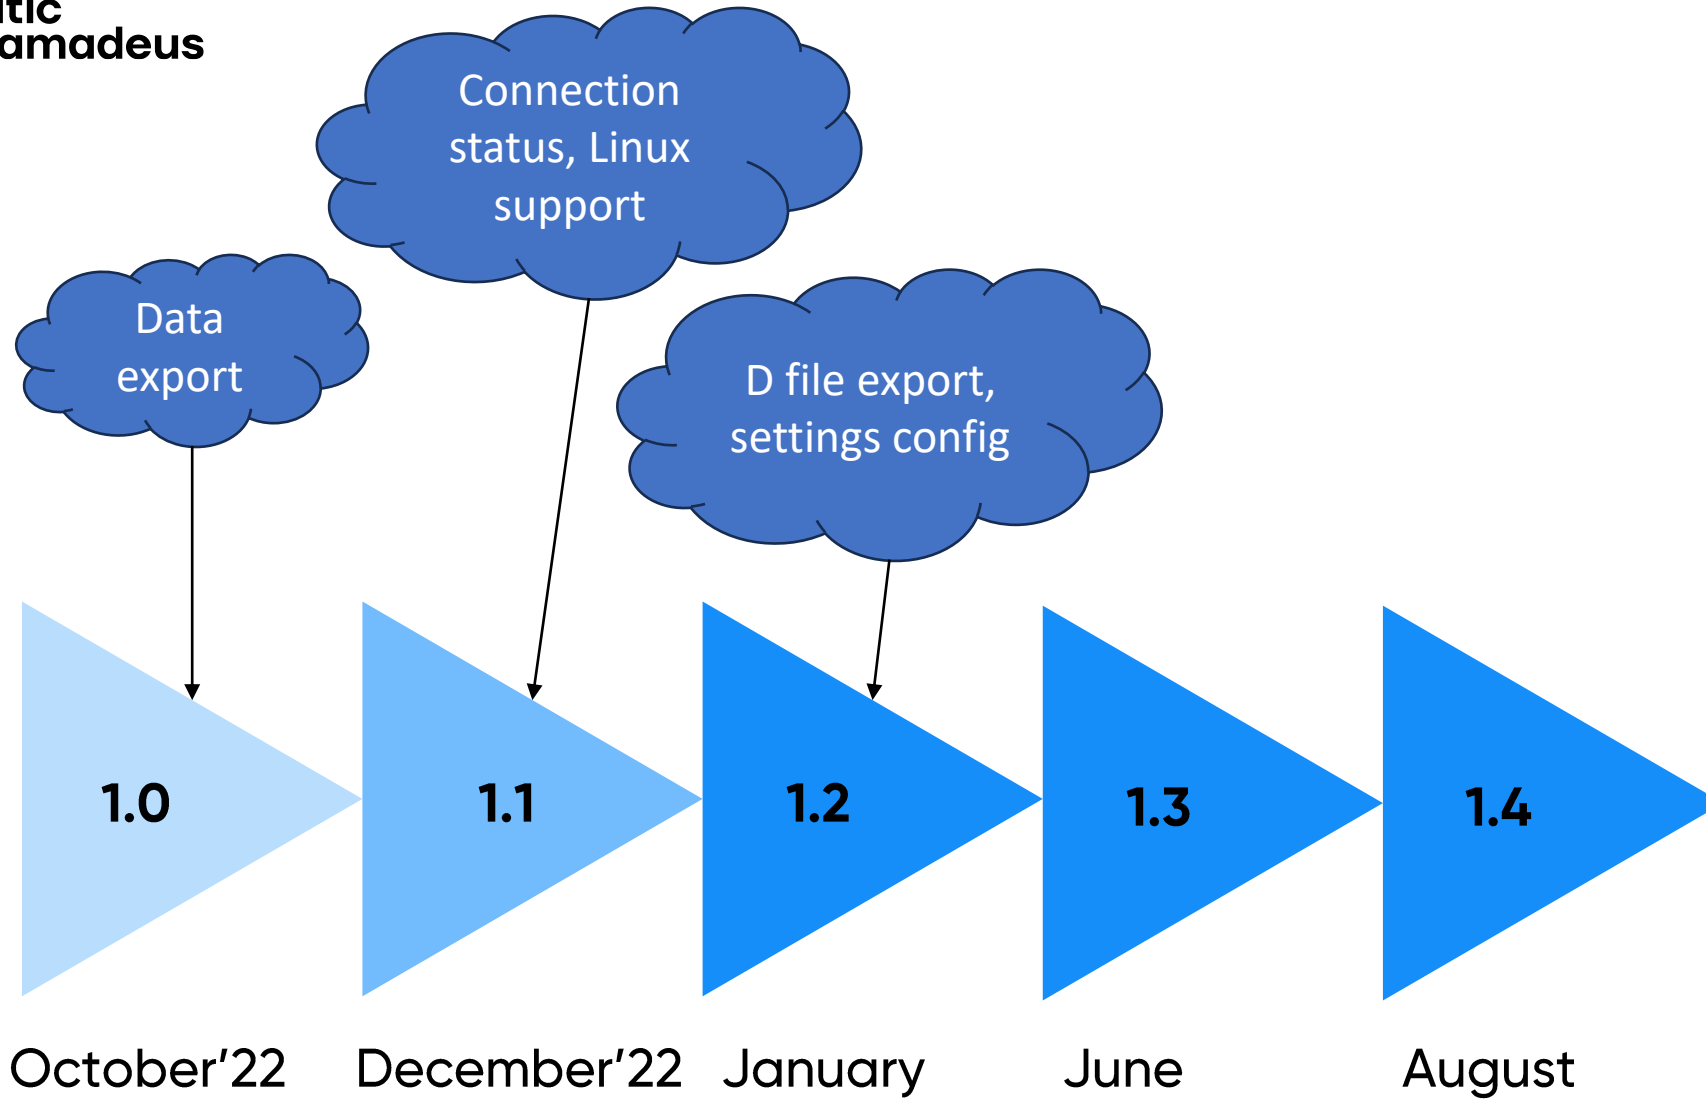 amadeus
Connection
status, Linux
support
Data
export
D file export,
settings config
1.0
1.1
1.2
1.3
1.4
October'22
December'22
January
June
August